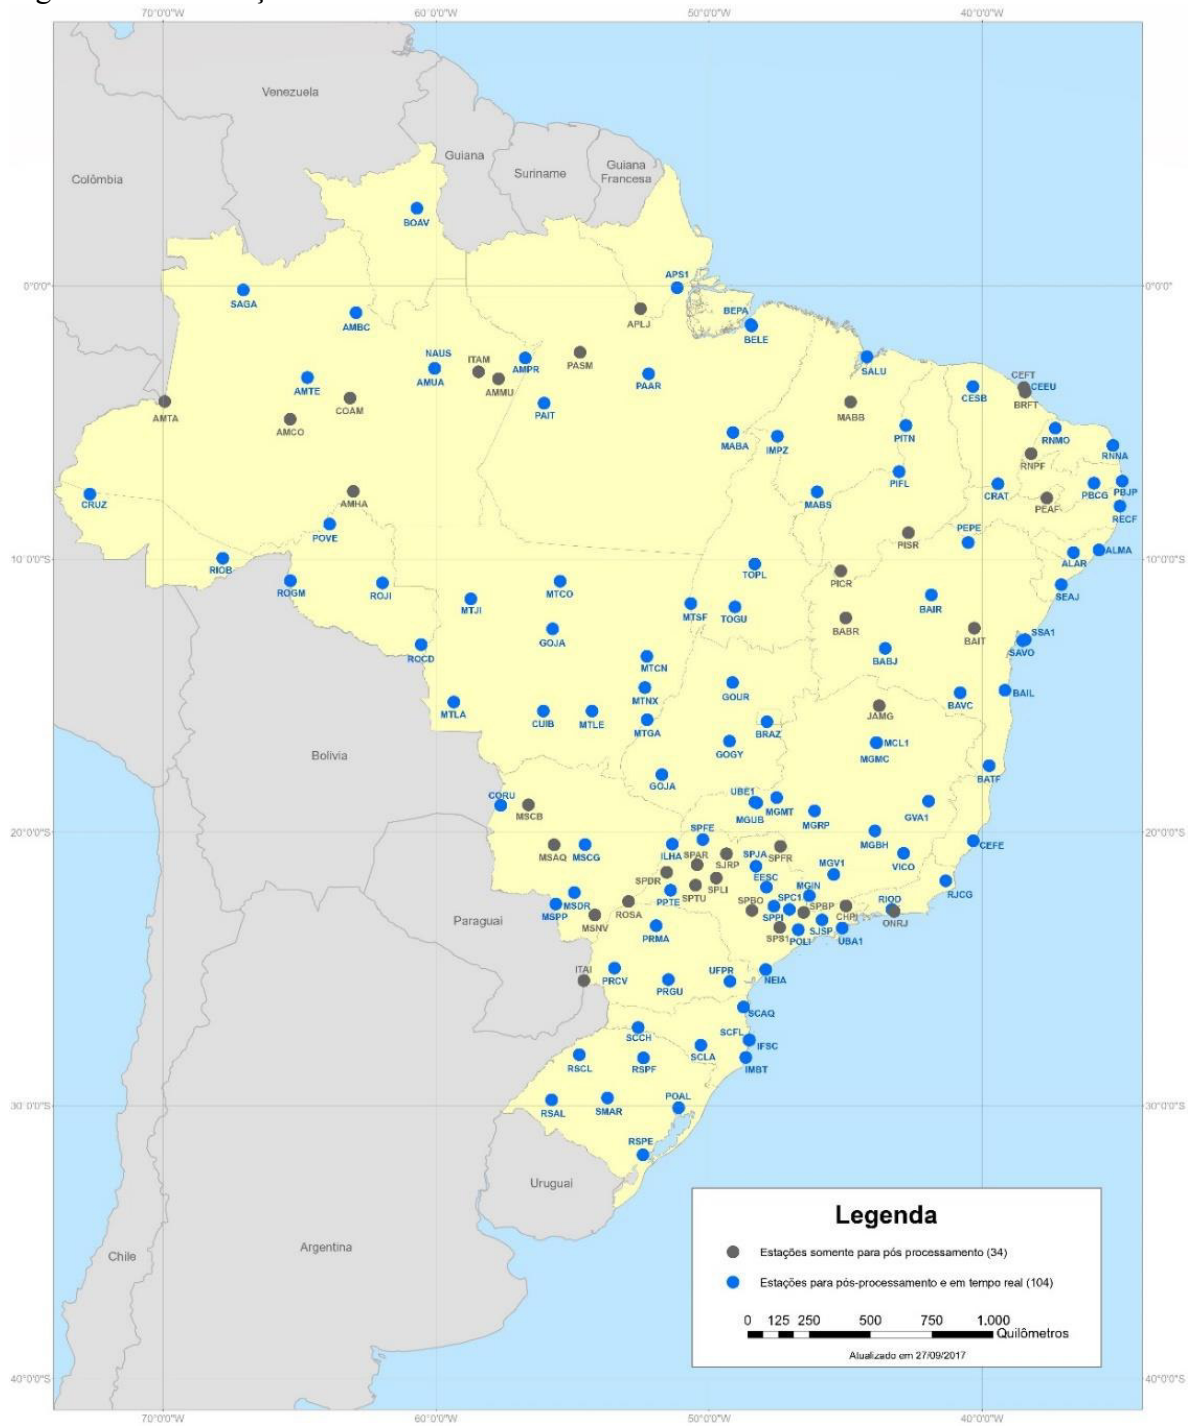 70°0'0"W 60°0'0"W 50°0'0"W 40°0'0"W
Venezuela
Guiana
Suriname
Guiana
Francesa
Colômbia
BOAV
0°0'0" 0°0'0"
SAGA
AMBC
APS1
APLJ
BEPA
BELE
NAUS
ITAM
AMUA
AMPR
AMMU
PASM
PAAR
SALU
AMTE
COAM
PAIT
CEFT
CEEU
BRFT
CESB
AMTA
AMCO
MABB
MABA
IMPZ
PITN
RNMO
RNNA
RNPF
CRUZ
AMHA
MABS
PIFL
CRAT
PEAF
PBCG
PBJP
RECF
POVE
PISR
PEPE
10°0'0"S 10°0'0"S
RIOB
ROGM
ROJI
MTJI
MTCO
TOPL
PICR
ALAR
ALMA
SEAJ
MTSF
TOGU
BAIR
GOJA
BABR
BAIT
SSA1
SAVO
ROCD
MTCN
BABJ
MTNX
GOUR
BAVC
BAIL
MTLA
CUIB
MTLE
MTGA
BRAZ
JAMG
Bolívia
GOGY
MCL1
MGMC
BATF
GOJA
CORU
MSCB
UBE1
MGUB
MGMT
MGRP
GVA1
20°0'0"S 20°0'0"S
MSAQ
MSCG
ILHA
SPFE
SPAR
SJRP
SPJA
SPFR
MGBH
VICO
CEFE
SPDR
SPTU
SPLI
EESC
MGV1
RJCG
MSDR
PPTE
MGIN
Paraguai
MSPP
MSNV
ROSA
SPBO
SPC1
SPPI
SPBP
CHPI
RIOD
ONRJ
PRMA
SPS1
POLI
SJSP
UBA1
ITAI
PRCV
PRGU
UFPR
NEIA
SCAQ
SCCH
SCFL
IFSC
RSCL
RSPF
SCLA
IMBT
RSAL
SMAR
POAL
30°0'0"S 30°0'0"S
RSPE
Uruguai
Chile
Argentina
Legenda
Estações somente para pós processamento (34)
Estações para pós-processamento e em tempo real (104)
0 125 250 500 750 1.000
Quilômetros
Atualizado em 27/09/2017
40°0'0"S 40°0'0"S
70°0'0"W 60°0'0"W 50°0'0"W 40°0'0"W